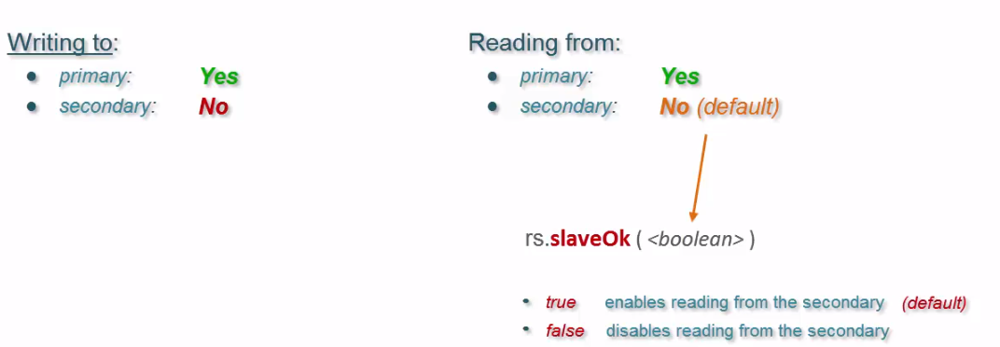 Writing to:
● primary: Yes
● secondary: No
Reading from:
● primary: Yes
● secondary: No (default)
rs.slaveOk ( <boolean> )
• true enables reading from the secondary (default)
• false disables reading from the secondary